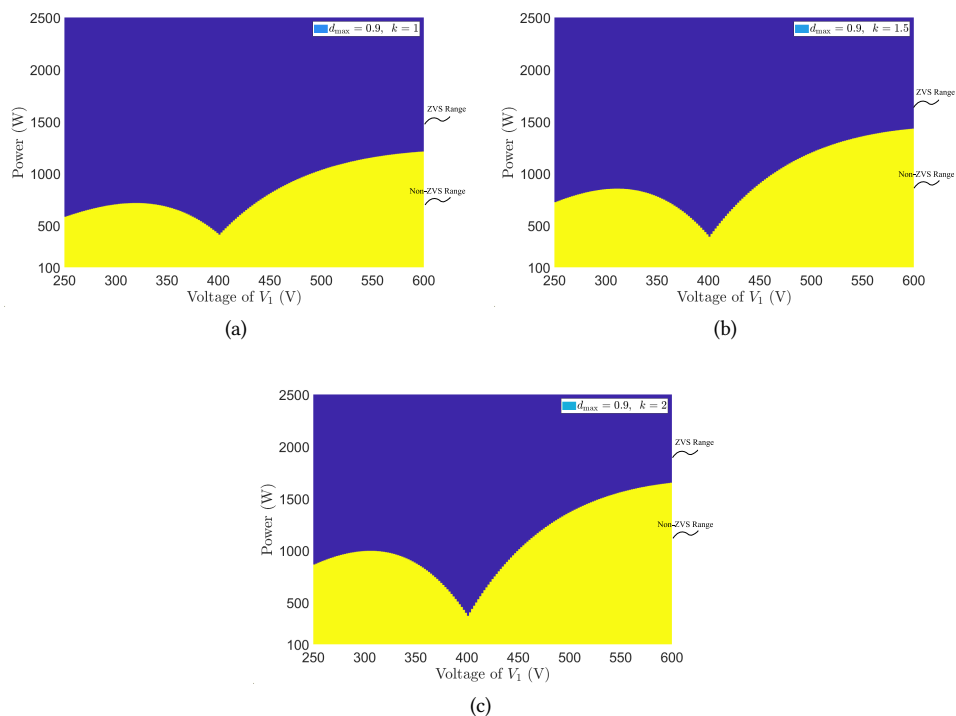 2500
2000
1500
1000
500
100
Power (W)
d_max = 0.9, k = 1
ZVS Range
Non-ZVS Range
250 300 350 400 450 500 550 600
Voltage of V_1 (V)
(a)
2500
2000
1500
1000
500
100
Power (W)
d_max = 0.9, k = 1.5
ZVS Range
Non-ZVS Range
250 300 350 400 450 500 550 600
Voltage of V_1 (V)
(b)
2500
2000
1500
1000
500
100
Power (W)
d_max = 0.9, k = 2
ZVS Range
Non-ZVS Range
250 300 350 400 450 500 550 600
Voltage of V_1 (V)
(c)